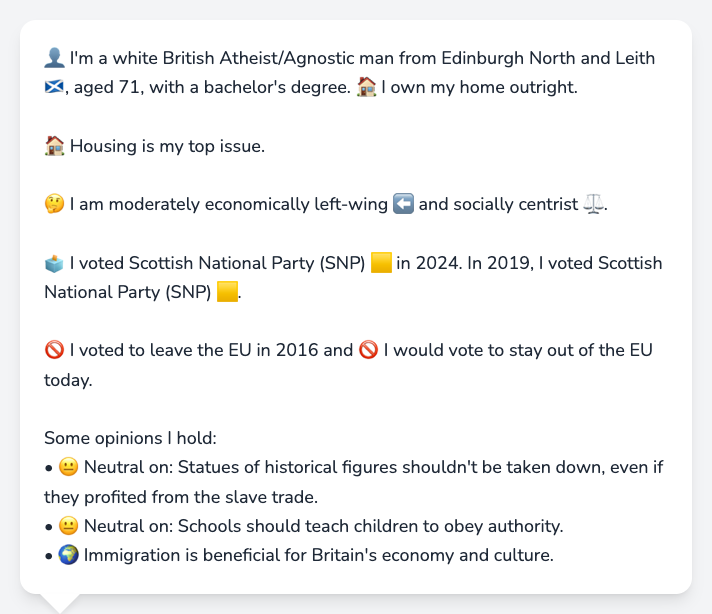 👤 I'm a white British Atheist/Agnostic man from Edinburgh North and Leith
🏴󠁧󠁢󠁳󠁣󠁴󠁿, aged 71, with a bachelor's degree. 🏠 I own my home outright.
🏠 Housing is my top issue.
🤔 I am moderately economically left-wing ⬅️ and socially centrist ⚖️.
🗳️ I voted Scottish National Party (SNP) 🟨 in 2024. In 2019, I voted Scottish
National Party (SNP) 🟨.
🚫 I voted to leave the EU in 2016 and 🚫 I would vote to stay out of the EU
today.
Some opinions I hold:
• 😐 Neutral on: Statues of historical figures shouldn't be taken down, even if
they profited from the slave trade.
• 😐 Neutral on: Schools should teach children to obey authority.
• 🌍 Immigration is beneficial for Britain's economy and culture.